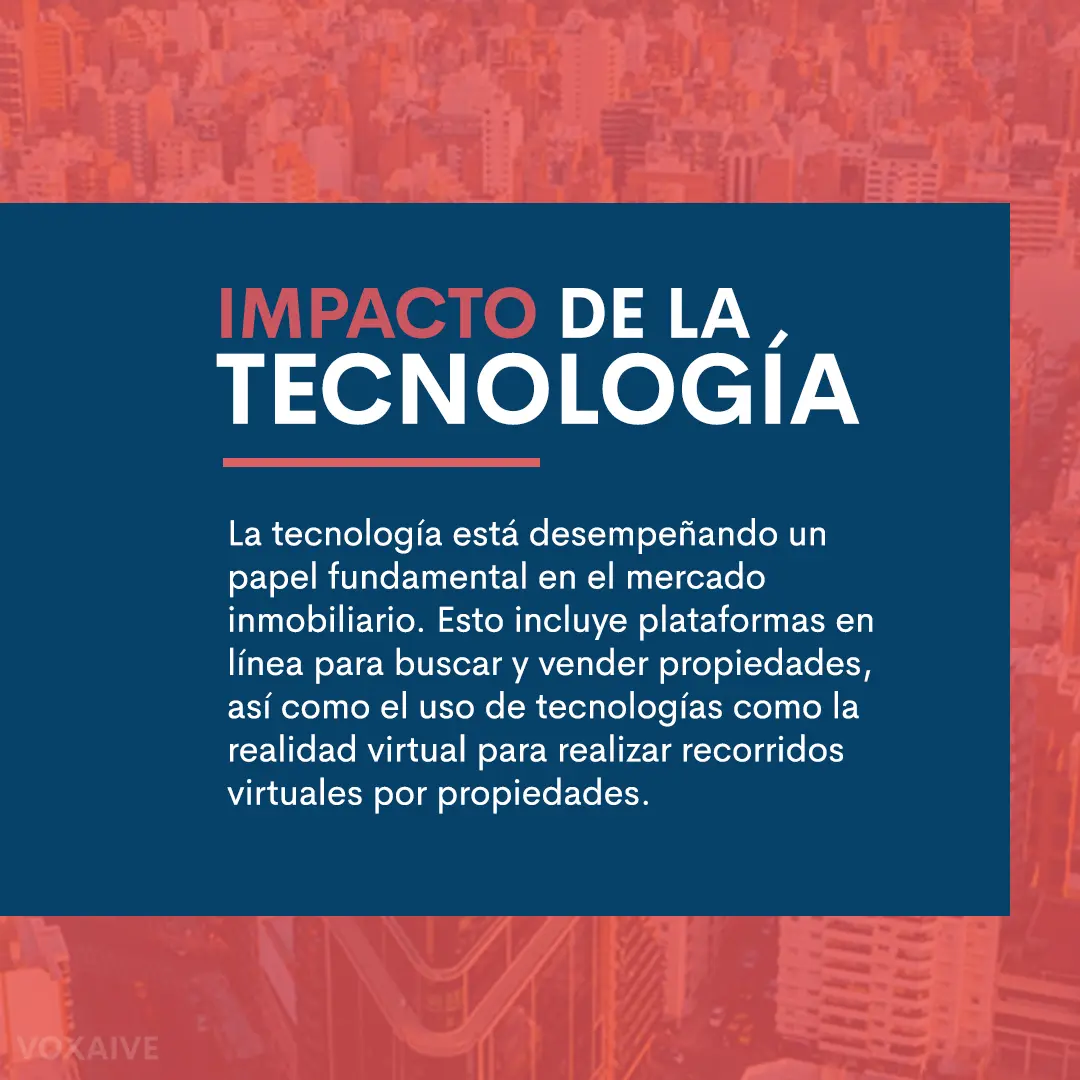 IMPACTO DE LA
TECNOLOGÍA
La tecnología está desempeñando un
papel fundamental en el mercado
inmobiliario. Esto incluye plataformas en
línea para buscar y vender propiedades,
así como el uso de tecnologías como la
realidad virtual para realizar recorridos
virtuales por propiedades.
VOXAIVE